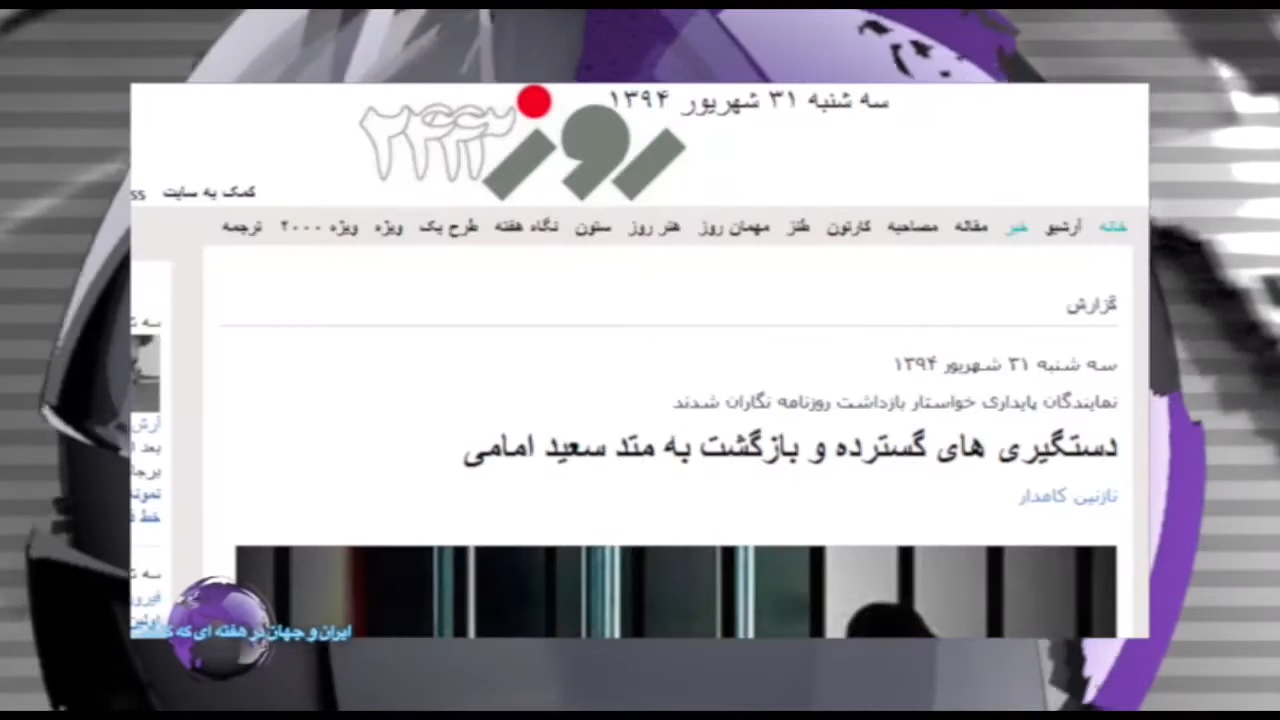 سه شنبه ۳۱ شهریور ۱۳۹۴
روز ۲۴۴۲
کمک به سایت
خانه آرشیو خبر مقاله مصاحبه کارتون طنز مهمان روز هنر روز ستون نگاه هفته طرح یک ویژه ویژه ۲۰۰۰ ترجمه
گزارش
سه شنبه ۳۱ شهریور ۱۳۹۴
نمایندگان پایداری خواستار بازداشت روزنامه نگاران شدند
دستگیری های گسترده و بازگشت به متد سعید امامی
نازنین کامدار
ایران و جهان در هفته ای که